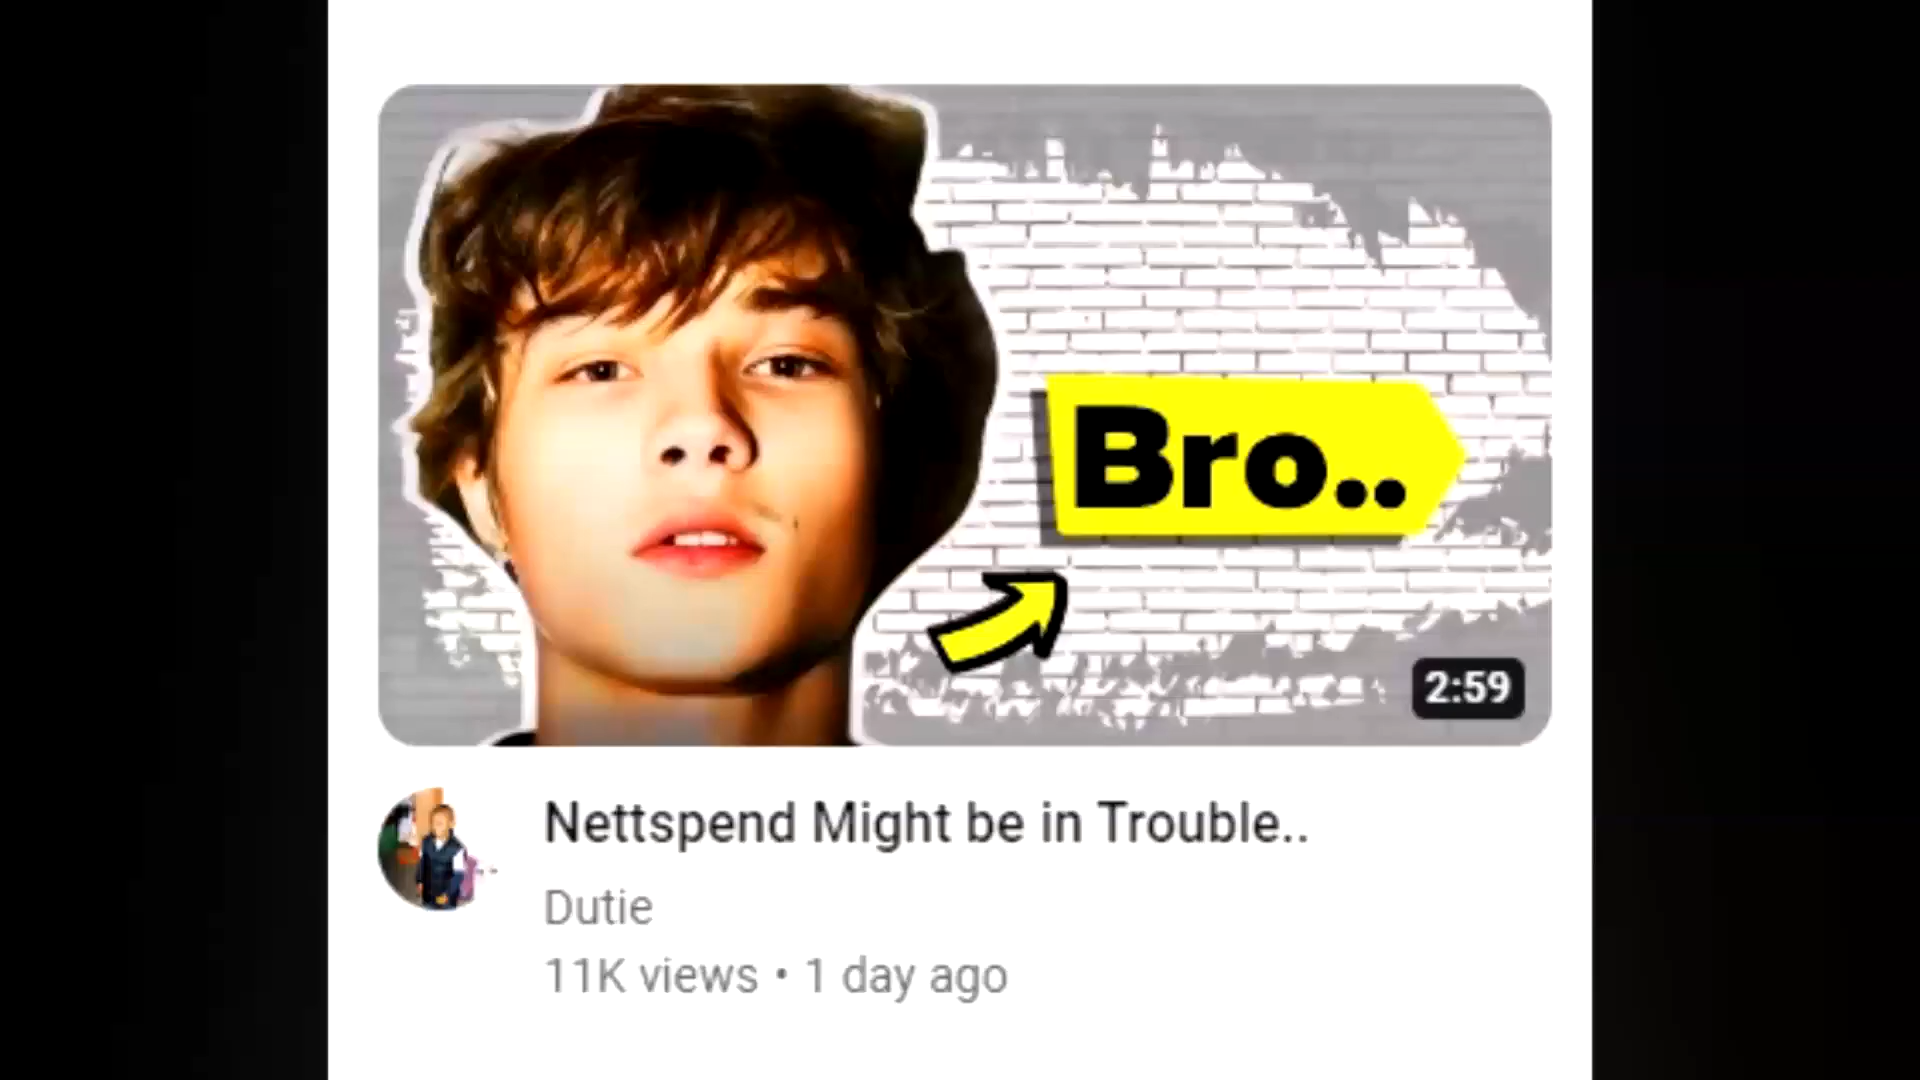 Bro..
2:59
Nettspend Might be in Trouble..
Dutie
11K views • 1 day ago